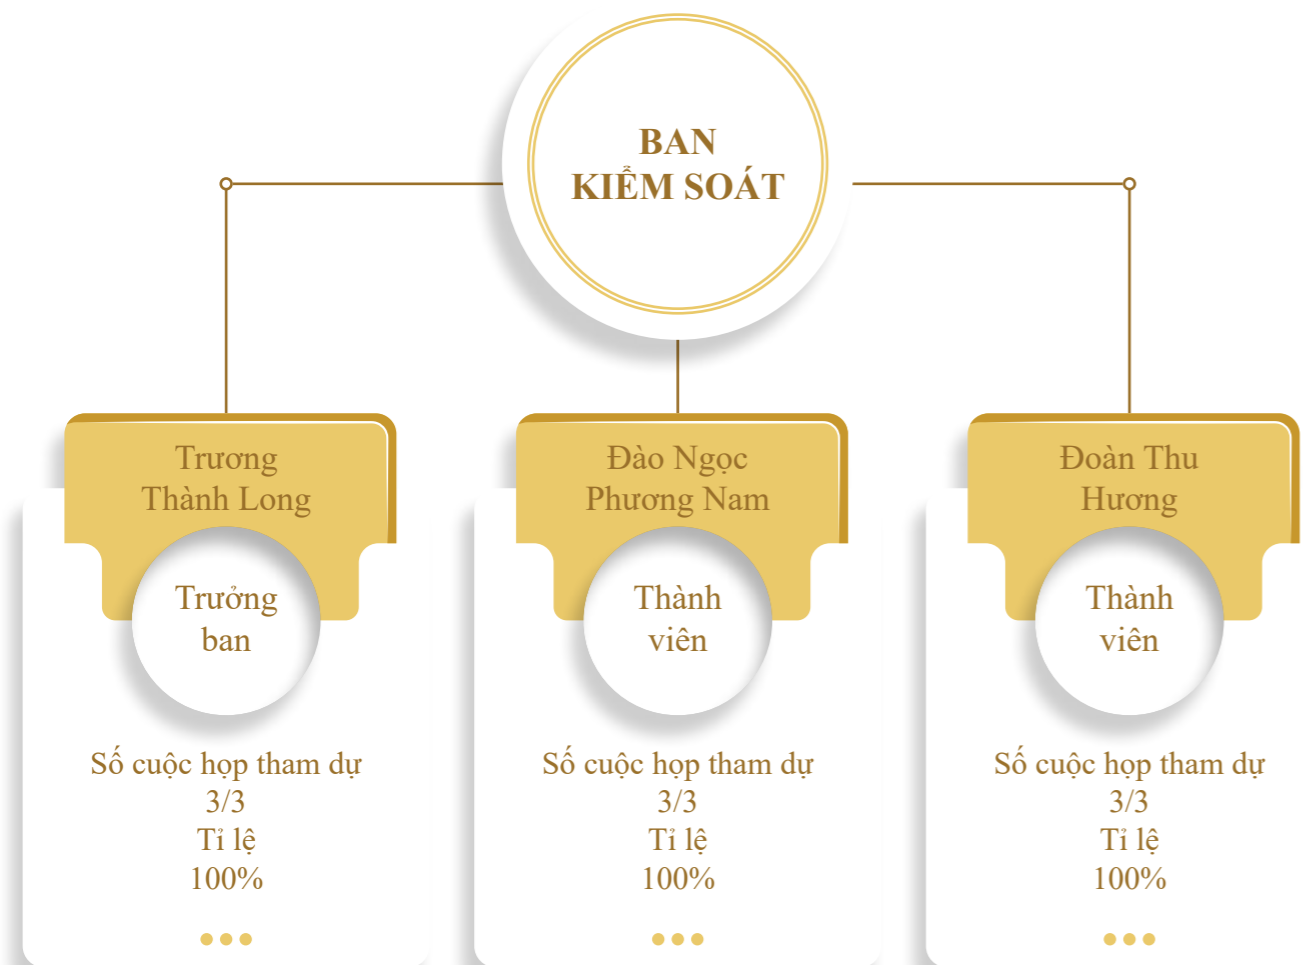 BAN
KIỂM SOÁT
Trương
Thành Long
Trưởng
ban
Số cuộc họp tham dự
3/3
Tỉ lệ
100%
Đào Ngọc
Phương Nam
Thành
viên
Số cuộc họp tham dự
3/3
Tỉ lệ
100%
Đoàn Thu
Hương
Thành
viên
Số cuộc họp tham dự
3/3
Tỉ lệ
100%